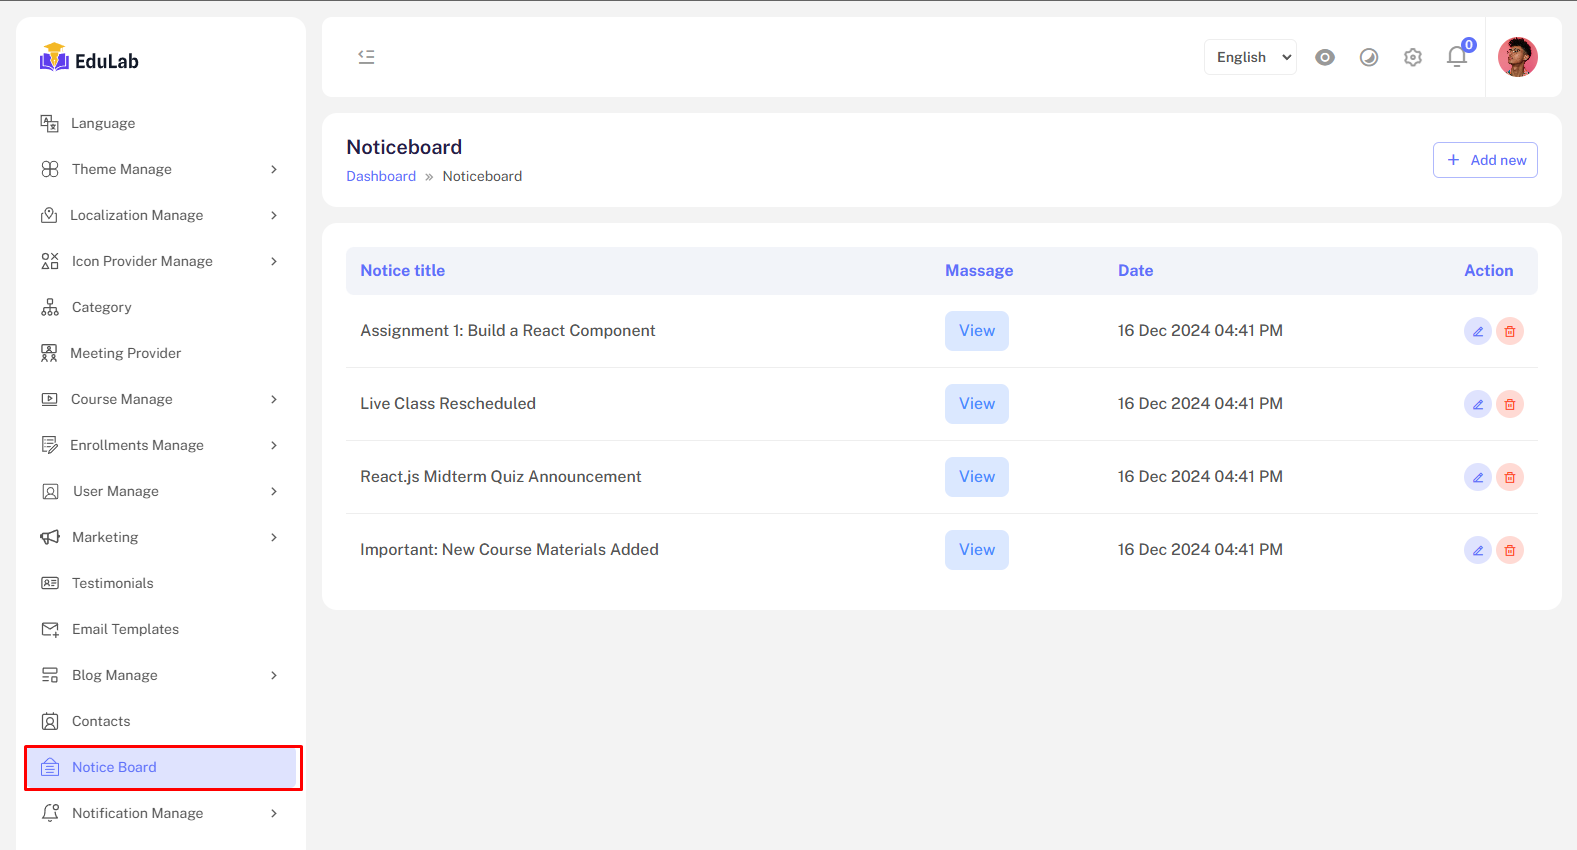 EduLab
Language
Theme Manage
Localization Manage
Icon Provider Manage
Category
Meeting Provider
Course Manage
Enrollments Manage
User Manage
Marketing
Testimonials
Email Templates
Blog Manage
Contacts
Notice Board
Notification Manage
English
0
Noticeboard
Dashboard » Noticeboard
+ Add new
Notice title Massage Date Action
Assignment 1: Build a React Component View 16 Dec 2024 04:41 PM
Live Class Rescheduled View 16 Dec 2024 04:41 PM
React.js Midterm Quiz Announcement View 16 Dec 2024 04:41 PM
Important: New Course Materials Added View 16 Dec 2024 04:41 PM